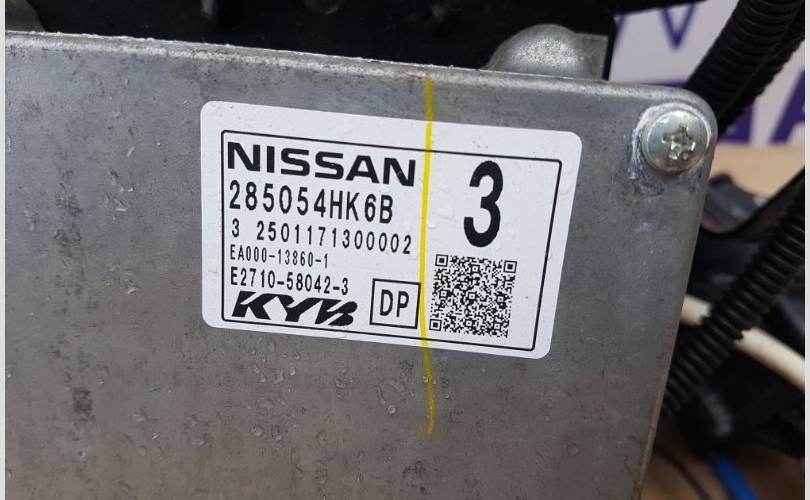 NISSAN
285054HK6B
3
3 2501171300002
EA000-13860-1
E2710-58042-3
KYB
DP